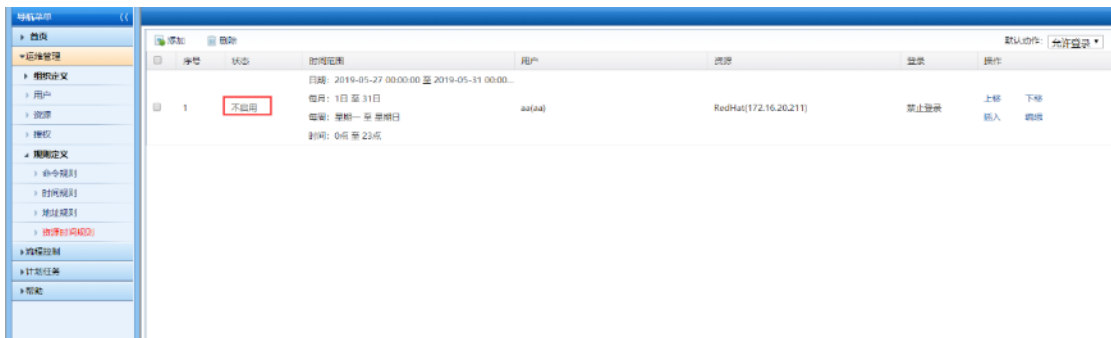 导航菜单
首页
运维管理
组织定义
用户
资源
授权
规则定义
命令规则
时间规则
地址规则
资源时间规则
流程控制
计划任务
帮助
添加 删除 默认动作: 允许登录
序号 状态 时间范围 用户 资源 登录 操作
1 不启用 日期: 2019-05-27 00:00:00 至 2019-05-31 00:00...
每月: 1日 至 31日
每周: 星期一 至 星期日
时间: 0点 至 23点
aa(aa) RedHat(172.16.20.211) 禁止登录
上移 下移
插入 编辑